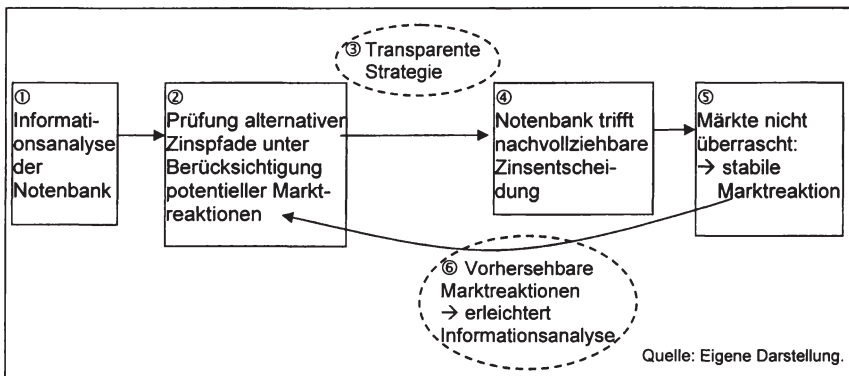 ③ Transparente
Strategie
①
Informati-
onsanalyse
der
Notenbank
②
Prüfung alternativer
Zinspfade unter
Berücksichtigung
potentieller Markt-
reaktionen
④
Notenbank trifft
nachvollziehbare
Zinsentschei-
dung
⑤
Märkte nicht
überrascht:
→ stabile
Marktreaktion
⑥ Vorhersehbare
Marktreaktionen
→ erleichtert
Informationsanalyse
Quelle: Eigene Darstellung.